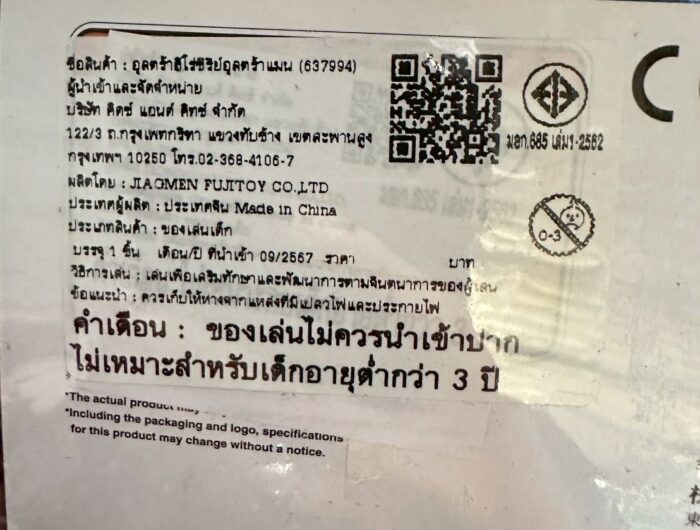 ชื่อสินค้า : อุลตร้าฮีโร่ซีรีย์อุลตร้าแมน (637994)
ผู้นำเข้าและจัดจำหน่าย
บริษัท คิดซ์ แอนด์ คิทซ์ จำกัด
122/3 ถ.กรุงเทพกรีฑา แขวงทับช้าง เขตสะพานสูง
กรุงเทพฯ 10250 โทร.02-368-4106-7
ผลิตโดย : JIAOMEN FUJITOY CO.,LTD
ประเทศผู้ผลิต : ประเทศจีน Made in China
ประเภทสินค้า : ของเล่นเด็ก
บรรจุ 1 ชิ้น เดือน/ปี ที่นำเข้า 09/2567 ราคา บาท
วิธีการเล่น : เล่นเพื่อเสริมทักษะและพัฒนาการตามจินตนาการของผู้เล่น
ข้อแนะนำ : ควรเก็บให้ห่างจากแหล่งที่มีเปลวไฟและประกายไฟ
คำเตือน : ของเล่นไม่ควรนำเข้าปาก
ไม่เหมาะสำหรับเด็กอายุต่ำกว่า 3 ปี
มอก.685 เล่ม1-2562
0-3
*The actual product may
*Including the packaging and logo, specifications
for this product may change without a notice.